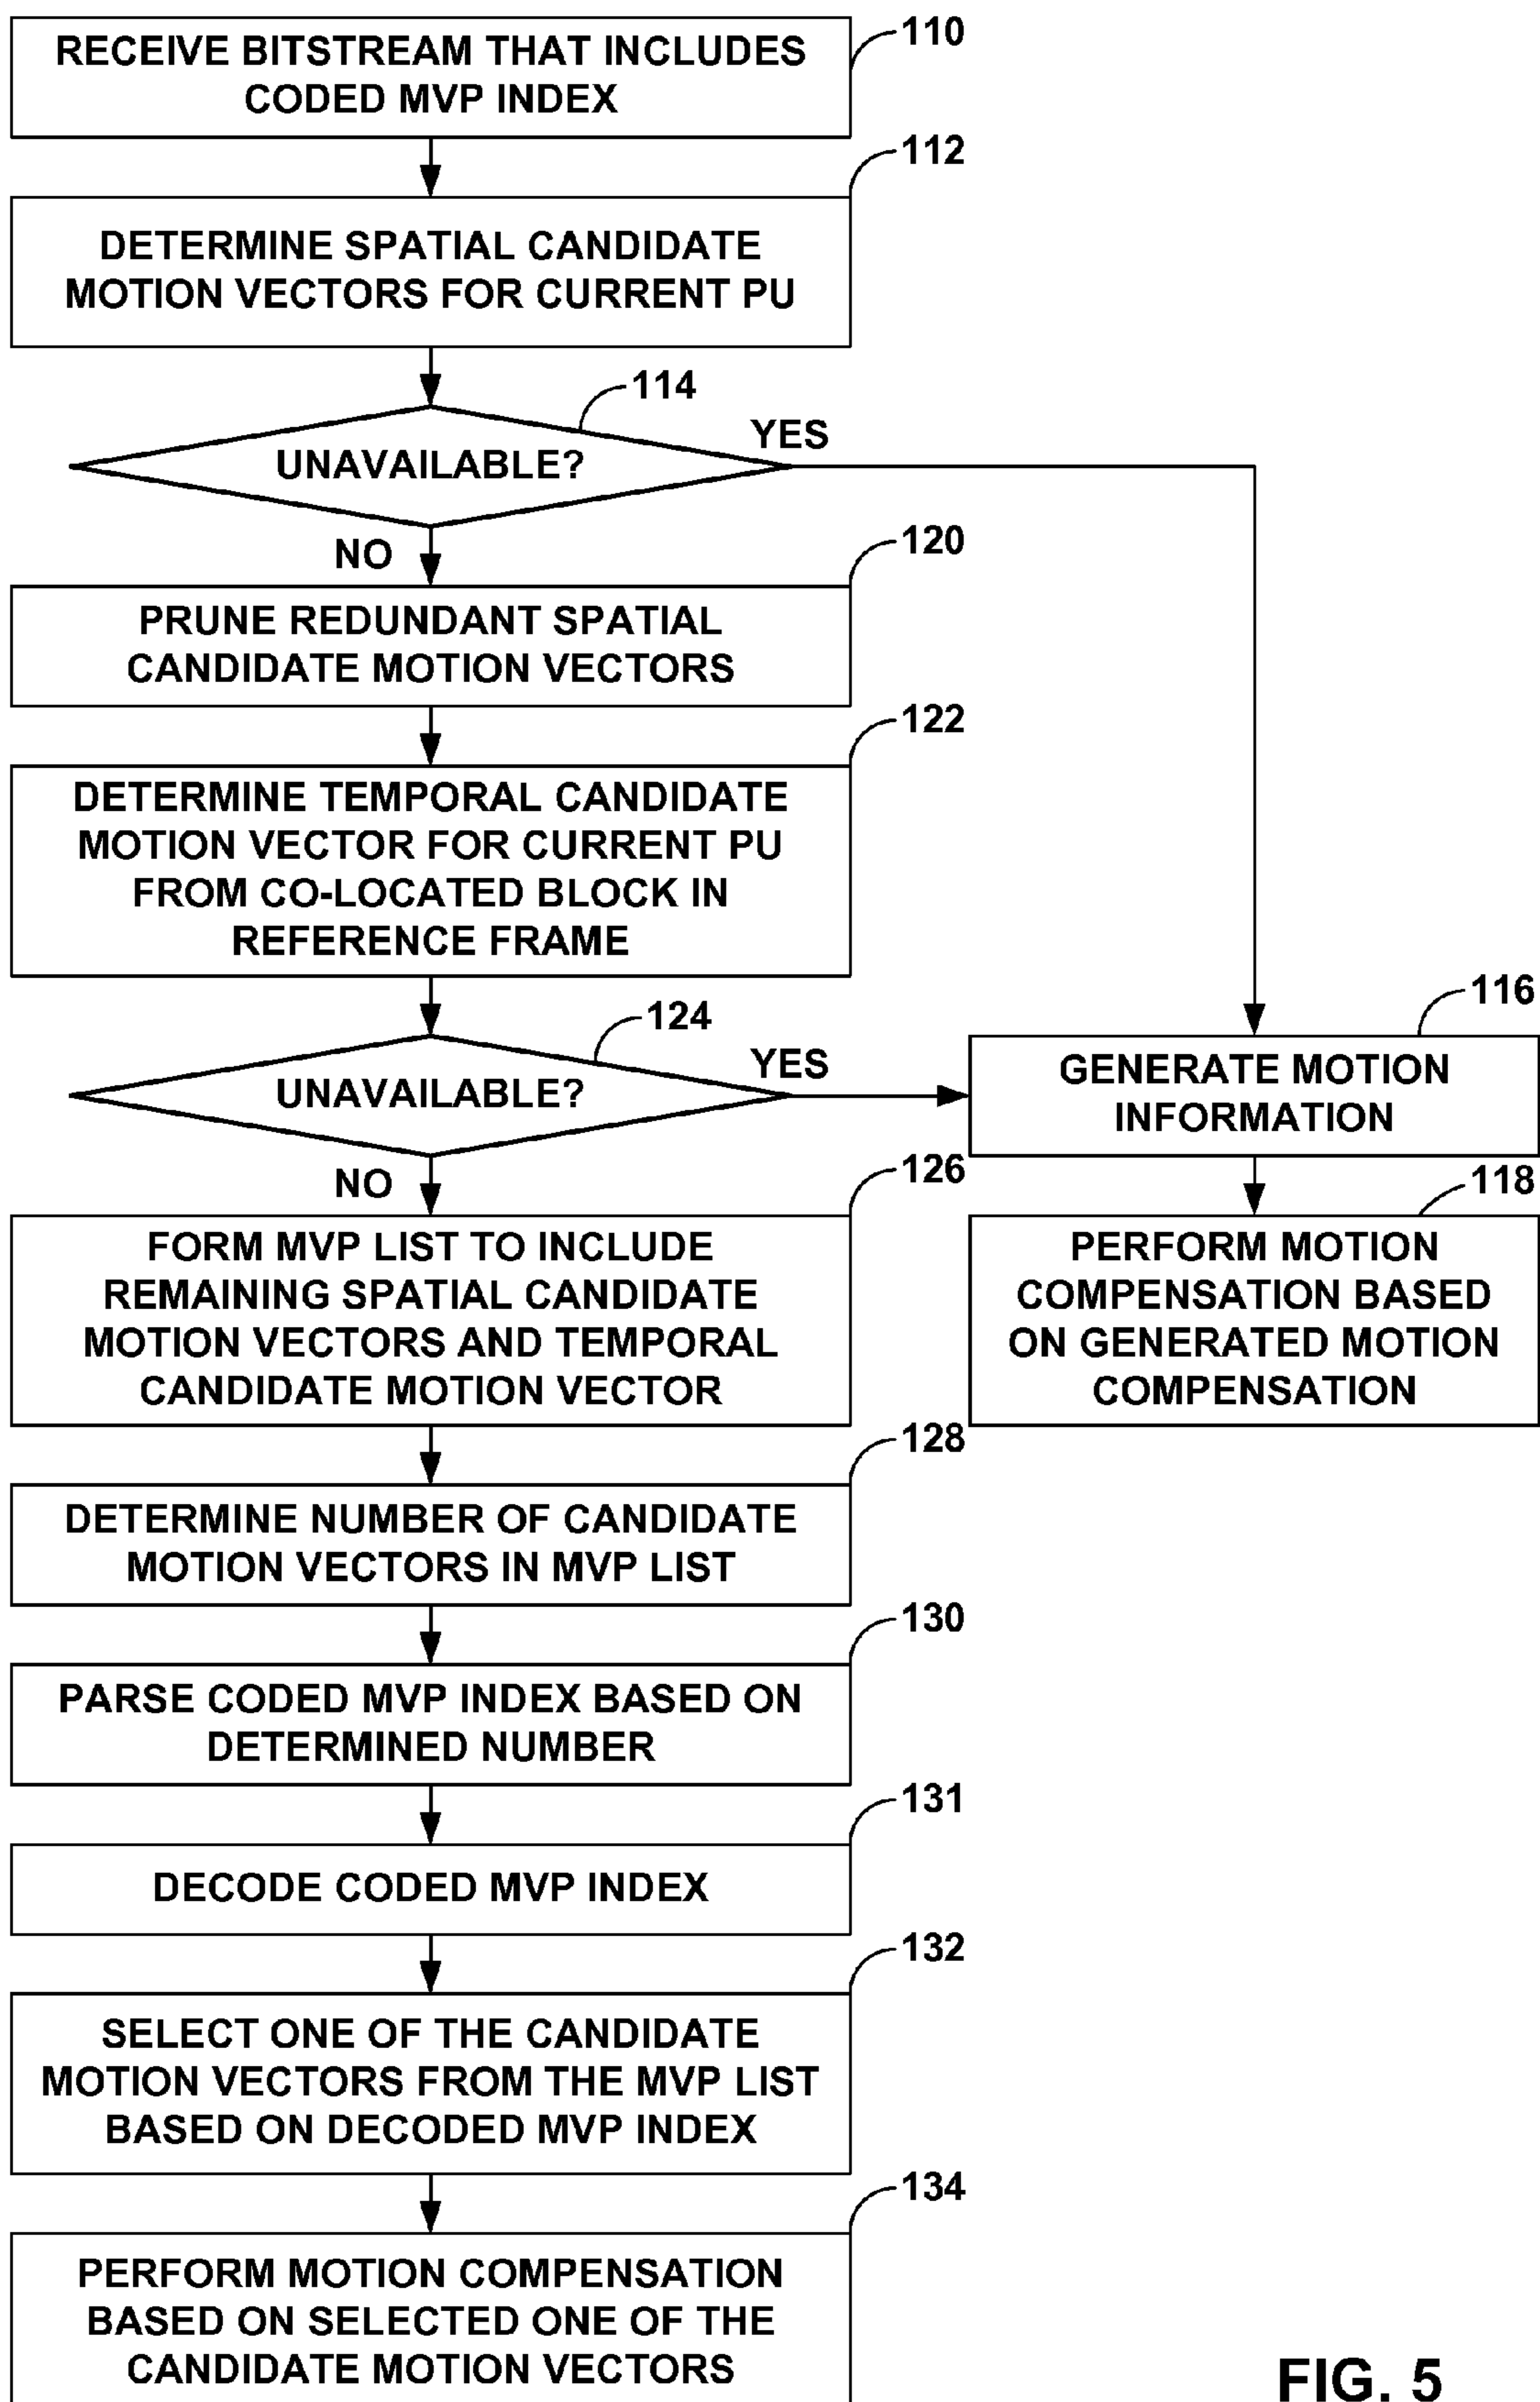 RECEIVE BITSTREAM THAT INCLUDES
CODED MVP INDEX
110
112
DETERMINE SPATIAL CANDIDATE
MOTION VECTORS FOR CURRENT PU
114
UNAVAILABLE?
YES
NO
120
PRUNE REDUNDANT SPATIAL
CANDIDATE MOTION VECTORS
122
DETERMINE TEMPORAL CANDIDATE
MOTION VECTOR FOR CURRENT PU
FROM CO-LOCATED BLOCK IN
REFERENCE FRAME
124
UNAVAILABLE?
YES
NO
116
GENERATE MOTION
INFORMATION
118
PERFORM MOTION
COMPENSATION BASED
ON GENERATED MOTION
COMPENSATION
126
FORM MVP LIST TO INCLUDE
REMAINING SPATIAL CANDIDATE
MOTION VECTORS AND TEMPORAL
CANDIDATE MOTION VECTOR
128
DETERMINE NUMBER OF CANDIDATE
MOTION VECTORS IN MVP LIST
130
PARSE CODED MVP INDEX BASED ON
DETERMINED NUMBER
131
DECODE CODED MVP INDEX
132
SELECT ONE OF THE CANDIDATE
MOTION VECTORS FROM THE MVP LIST
BASED ON DECODED MVP INDEX
134
PERFORM MOTION COMPENSATION
BASED ON SELECTED ONE OF THE
CANDIDATE MOTION VECTORS
FIG. 5